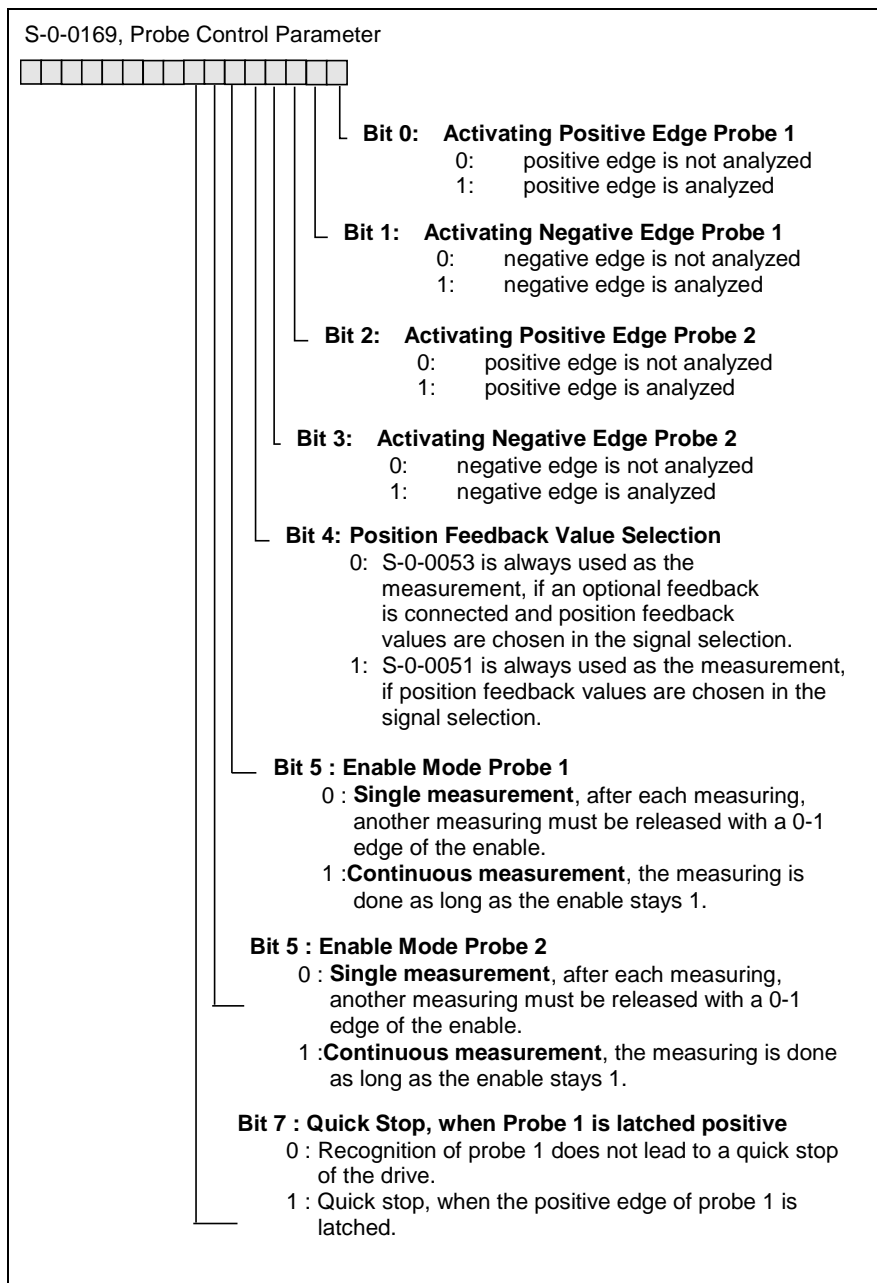 S-0-0169, Probe Control Parameter
Bit 0: Activating Positive Edge Probe 1
0: positive edge is not analyzed
1: positive edge is analyzed
Bit 1: Activating Negative Edge Probe 1
0: negative edge is not analyzed
1: negative edge is analyzed
Bit 2: Activating Positive Edge Probe 2
0: positive edge is not analyzed
1: positive edge is analyzed
Bit 3: Activating Negative Edge Probe 2
0: negative edge is not analyzed
1: negative edge is analyzed
Bit 4: Position Feedback Value Selection
0: S-0-0053 is always used as the
measurement, if an optional feedback
is connected and position feedback
values are chosen in the signal selection.
1: S-0-0051 is always used as the measurement,
if position feedback values are chosen in the
signal selection.
Bit 5 : Enable Mode Probe 1
0 : Single measurement, after each measuring,
another measuring must be released with a 0-1
edge of the enable.
1 :Continuous measurement, the measuring is
done as long as the enable stays 1.
Bit 5 : Enable Mode Probe 2
0 : Single measurement, after each measuring,
another measuring must be released with a 0-1
edge of the enable.
1 :Continuous measurement, the measuring is done
as long as the enable stays 1.
Bit 7 : Quick Stop, when Probe 1 is latched positive
0 : Recognition of probe 1 does not lead to a quick stop
of the drive.
1 : Quick stop, when the positive edge of probe 1 is
latched.